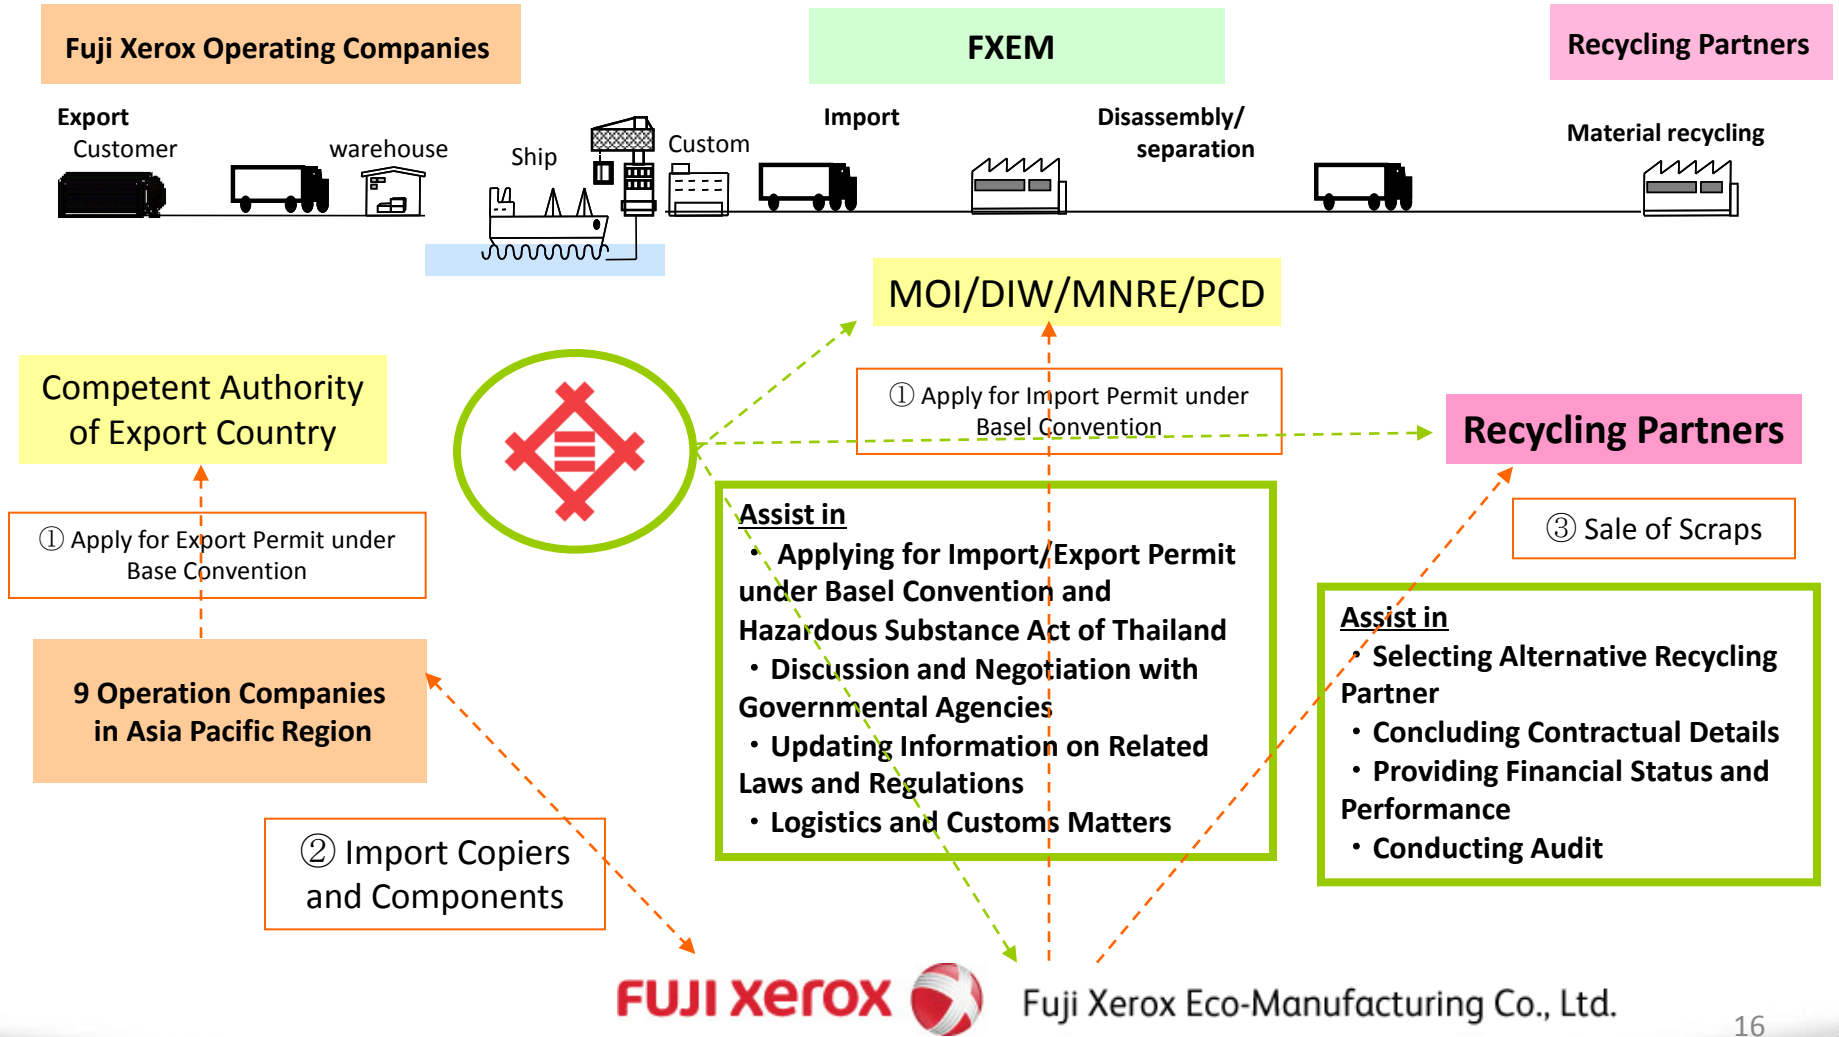 Fuji Xerox Operating Companies
FXEM
Recycling Partners
Export
Customer
warehouse
Ship
Custom
Import
Disassembly/
separation
Material recycling
MOI/DIW/MNRE/PCD
Competent Authority
of Export Country
① Apply for Import Permit under
Basel Convention
Recycling Partners
① Apply for Export Permit under
Base Convention
③ Sale of Scraps
Assist in
・ Applying for Import/Export Permit
under Basel Convention and
Hazardous Substance Act of Thailand
・Discussion and Negotiation with
Governmental Agencies
・Updating Information on Related
Laws and Regulations
・Logistics and Customs Matters
Assist in
・Selecting Alternative Recycling
Partner
・Concluding Contractual Details
・Providing Financial Status and
Performance
・Conducting Audit
9 Operation Companies
in Asia Pacific Region
② Import Copiers
and Components
FUJI xerox
Fuji Xerox Eco-Manufacturing Co., Ltd.
16